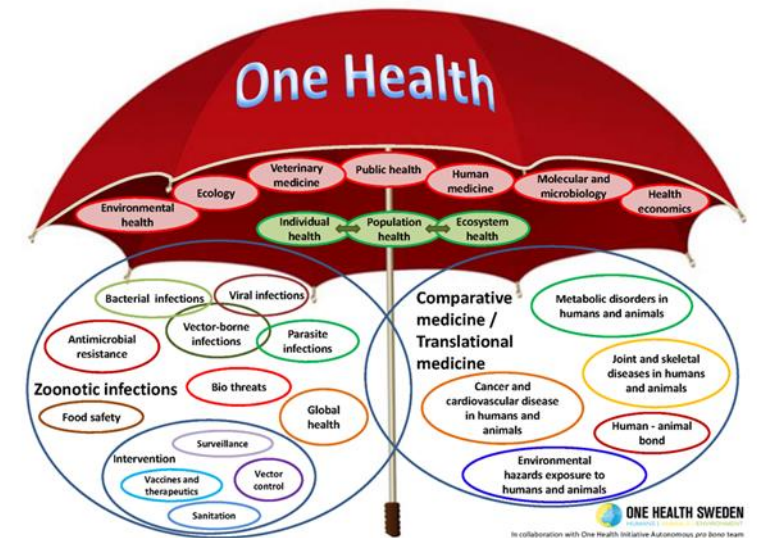 One Health
Environmental
health
Ecology
Veterinary
medicine
Public health
Human
medicine
Molecular and
microbiology
Health
economics
Individual
health
Population
health
Ecosystem
health
Bacterial infections
Viral infections
Vector-borne
infections
Parasite
infections
Antimicrobial
resistance
Zoonotic infections
Bio threats
Food safety
Global
health
Intervention
Surveillance
Vaccines and
therapeutics
Vector
control
Sanitation
Comparative
medicine /
Translational
medicine
Metabolic disorders in
humans and animals
Joint and skeletal
diseases in humans
and animals
Cancer and
cardiovascular disease
in humans and
animals
Human - animal
bond
Environmental
hazards exposure to
humans and animals
ONE HEALTH SWEDEN
HUMANS | ANIMALS | ENVIRONMENT
In collaboration with One Health Initiative Autonomous pro bono team